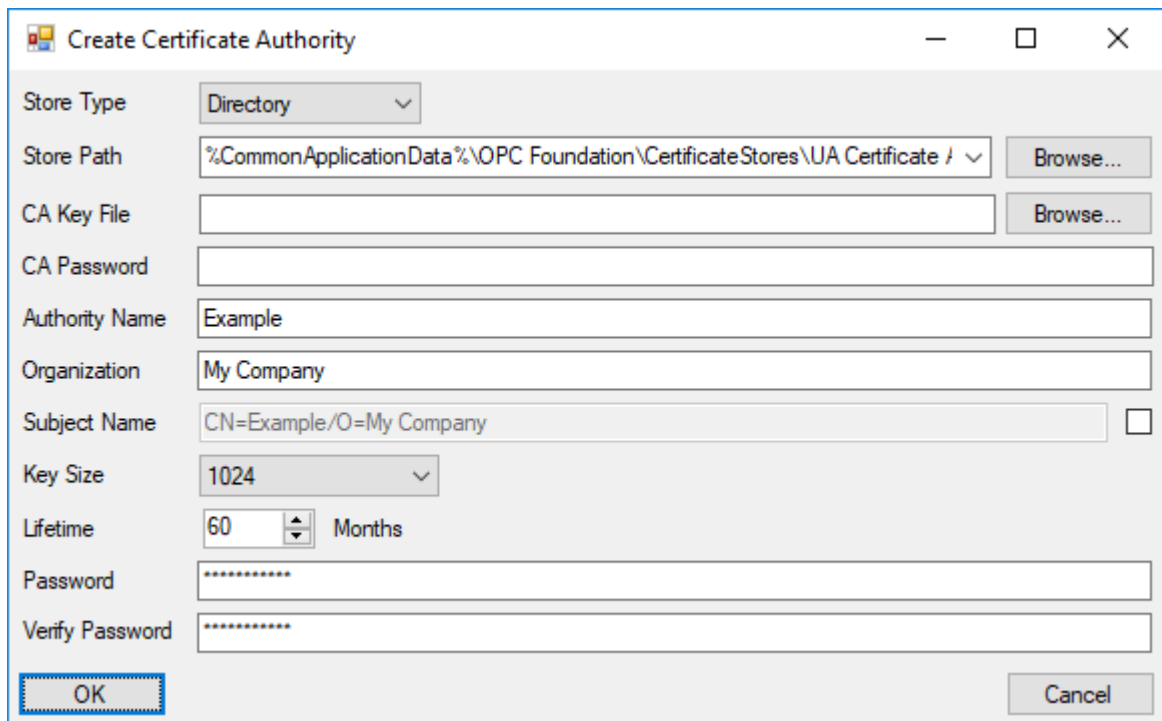 Create Certificate Authority
Store Type Directory
Store Path %CommonApplicationData%\OPC Foundation\CertificateStores\UA Certificate Browse...
CA Key File Browse...
CA Password
Authority Name Example
Organization My Company
Subject Name CN=Example/O=My Company
Key Size 1024
Lifetime 60 Months
Password ***********
Verify Password ***********
OK Cancel